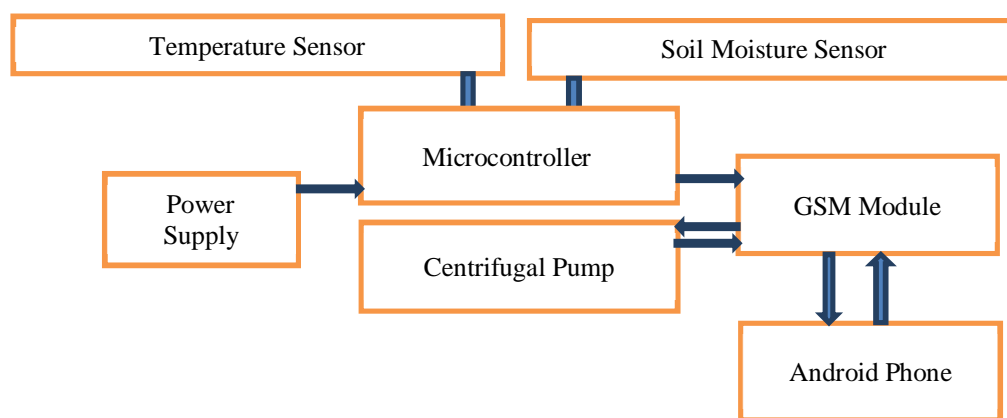 Temperature Sensor
Soil Moisture Sensor
Microcontroller
Power
Supply
GSM Module
Centrifugal Pump
Android Phone